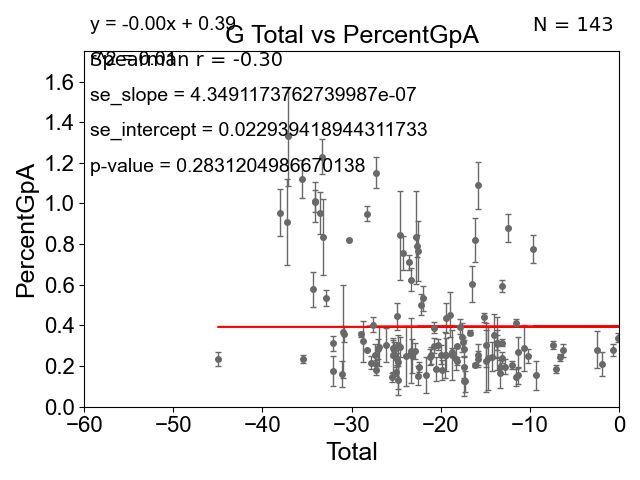 y = -0.00x + 0.39
G Total vs PercentGpA
N = 143
Spearman r = -0.30
se_slope = 4.3491173762739987e-07
se_intercept = 0.022939418944311733
p-value = 0.2831204986670138
PercentGpA
1.6
1.4
1.2
1.0
0.8
0.6
0.4
0.2
0.0
−60 −50 −40 −30 −20 −10 0
Total